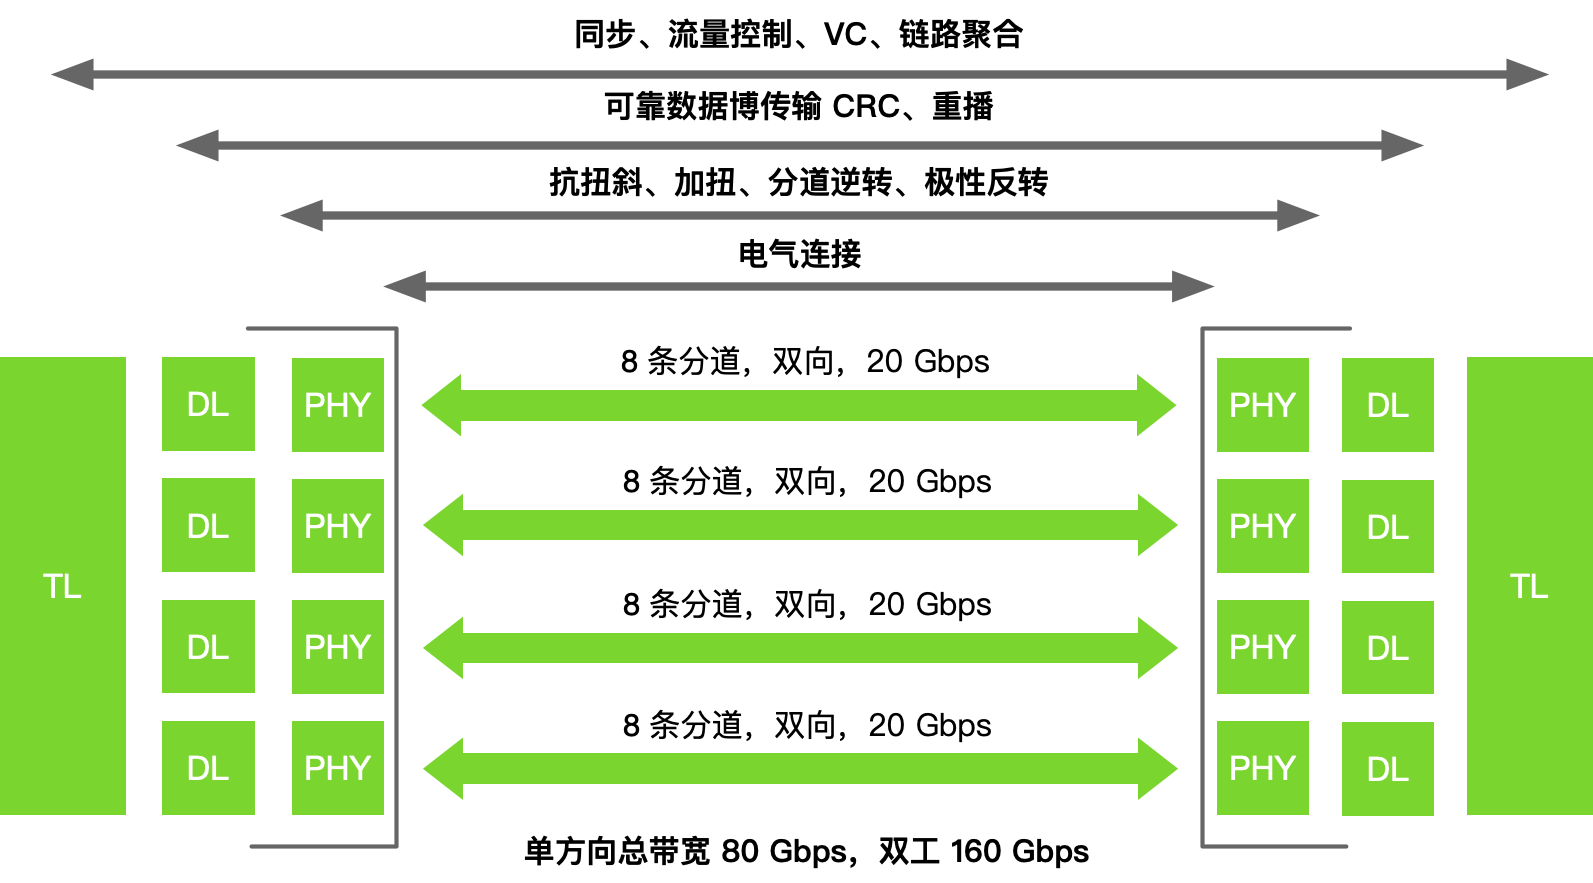 同步、流量控制、VC、链路聚合
可靠数据博传输 CRC、重播
抗扭斜、加扭、分道逆转、极性反转
电气连接
8 条分道，双向，20 Gbps
DL PHY PHY DL
8 条分道，双向，20 Gbps
DL PHY PHY DL
TL TL
8 条分道，双向，20 Gbps
DL PHY PHY DL
8 条分道，双向，20 Gbps
DL PHY PHY DL
单方向总带宽 80 Gbps，双工 160 Gbps